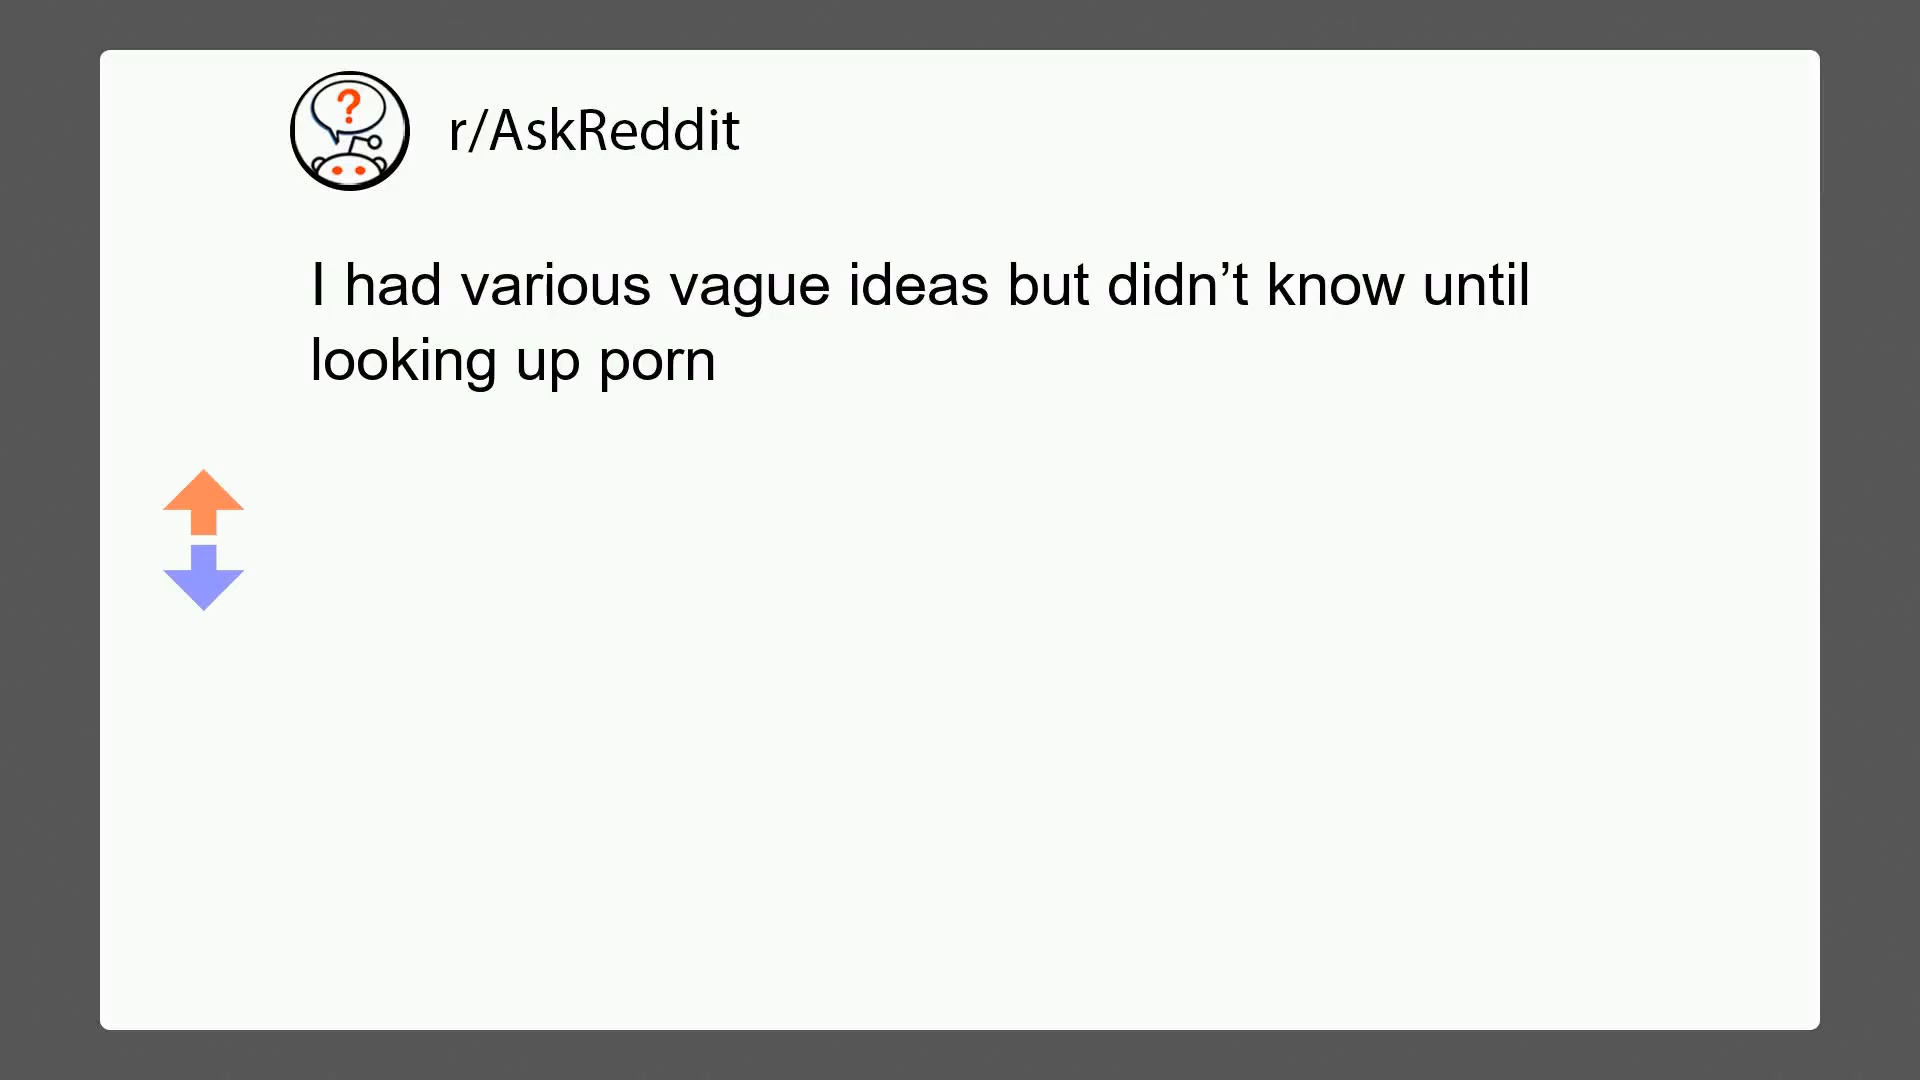 r/AskReddit
I had various vague ideas but didn’t know until
looking up porn